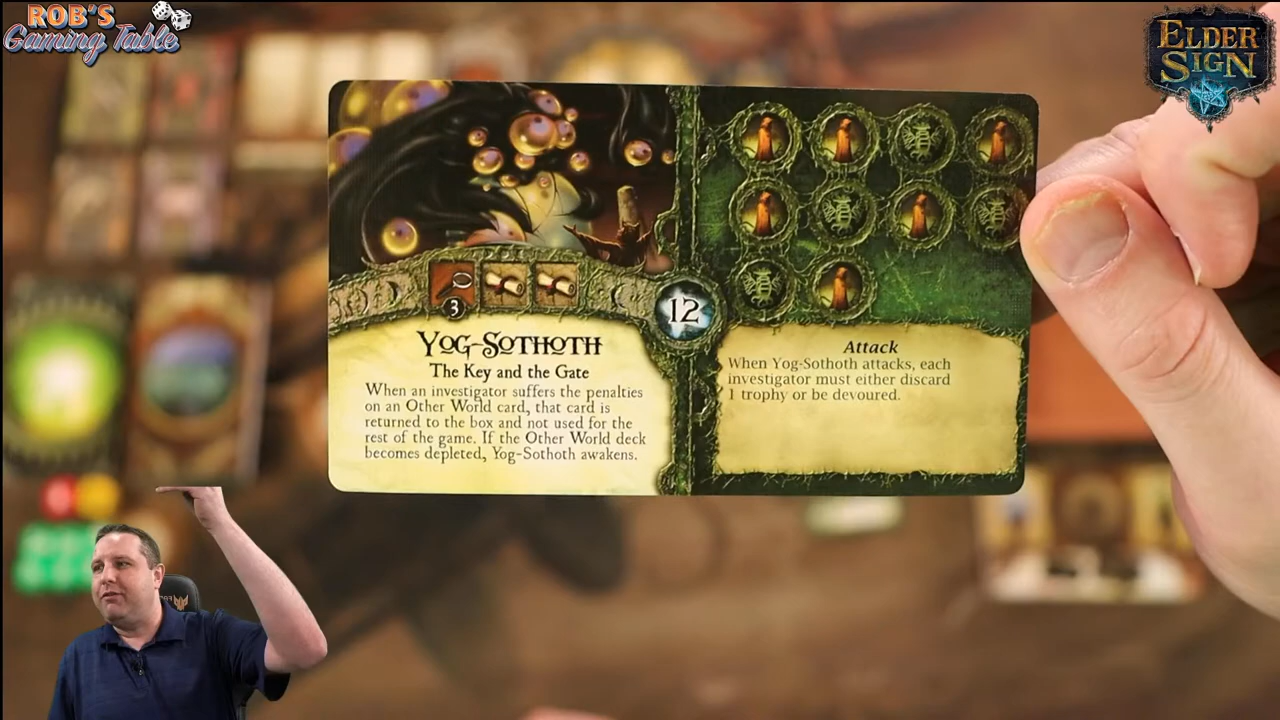 ROB'S
Gaming Table
ELDER
SIGN
3
12
YOG-SOTHOTH
The Key and the Gate
When an investigator suffers the penalties
on an Other World card, that card is
returned to the box and not used for the
rest of the game. If the Other World deck
becomes depleted, Yog-Sothoth awakens.
Attack
When Yog-Sothoth attacks, each
investigator must either discard
1 trophy or be devoured.